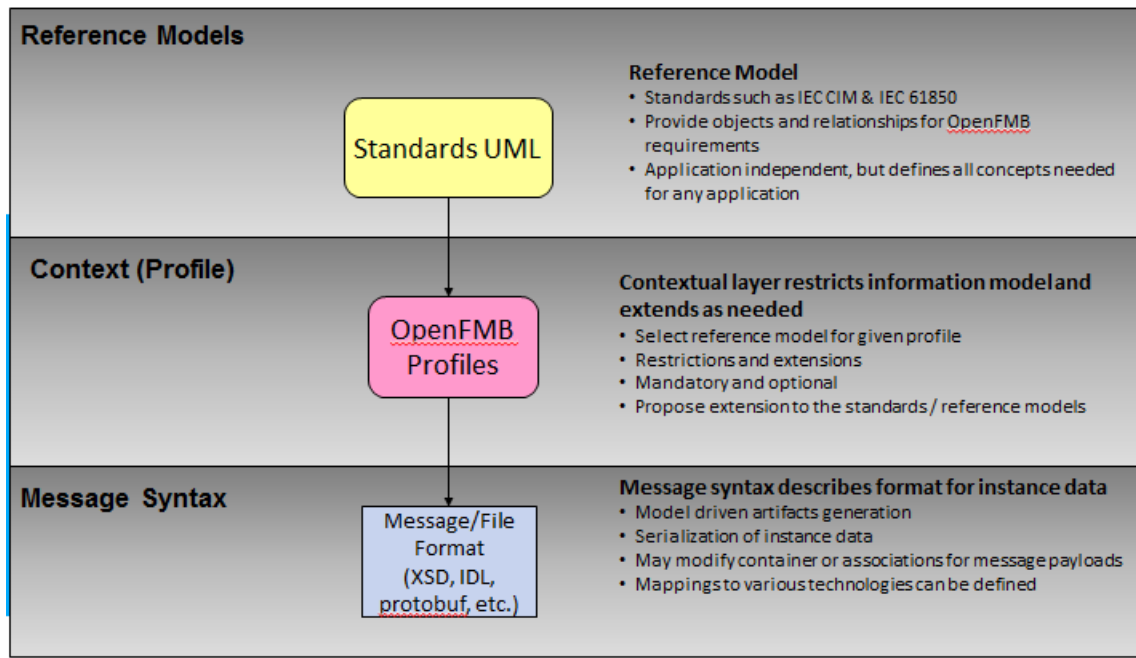 Reference Models
Standards UML
Reference Model
• Standards such as IEC CIM & IEC 61850
• Provide objects and relationships for OpenFMB
requirements
• Application independent, but defines all concepts needed
for any application
Context (Profile)
OpenFMB
Profiles
Contextual layer restricts information model and
extends as needed
• Select reference model for given profile
• Restrictions and extensions
• Mandatory and optional
• Propose extension to the standards / reference models
Message Syntax
Message/File
Format
(XSD, IDL,
protobuf, etc.)
Message syntax describes format for instance data
• Model driven artifacts generation
• Serialization of instance data
• May modify container or associations for message payloads
• Mappings to various technologies can be defined